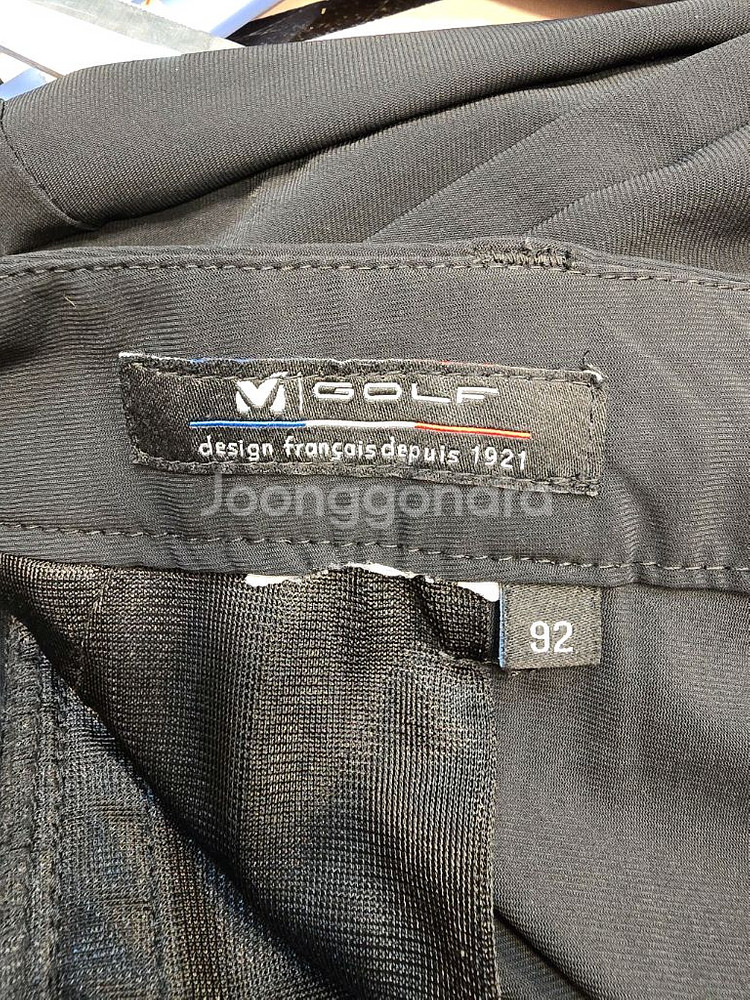 M | GOLF
design français depuis 1921
Joonggonara
92